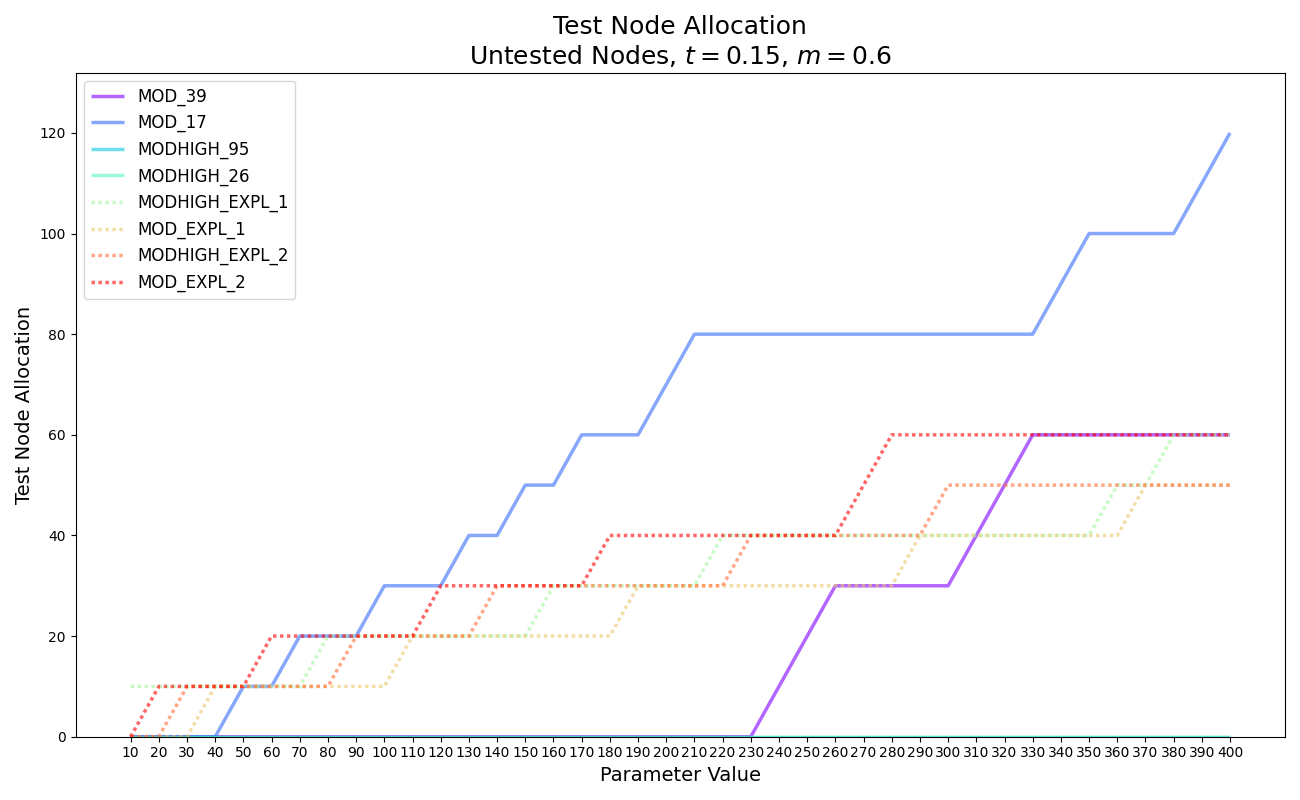 Test Node Allocation
Untested Nodes, t = 0.15, m = 0.6
MOD_39
MOD_17
MODHIGH_95
MODHIGH_26
MODHIGH_EXPL_1
MOD_EXPL_1
MODHIGH_EXPL_2
MOD_EXPL_2
Test Node Allocation
120
100
80
60
40
20
0
10 20 30 40 50 60 70 80 90 100 110 120 130 140 150 160 170 180 190 200 210 220 230 240 250 260 270 280 290 300 310 320 330 340 350 360 370 380 390 400
Parameter Value